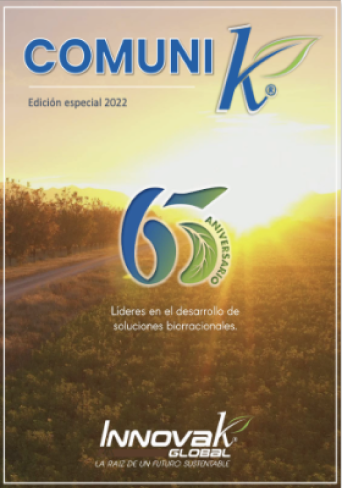 COMUNI K®
Edición especial 2022
65
ANIVERSARIO
Líderes en el desarrollo de
soluciones biorracionales.
INNOVAK
GLOBAL
LA RAÍZ DE UN FUTURO SUSTENTABLE